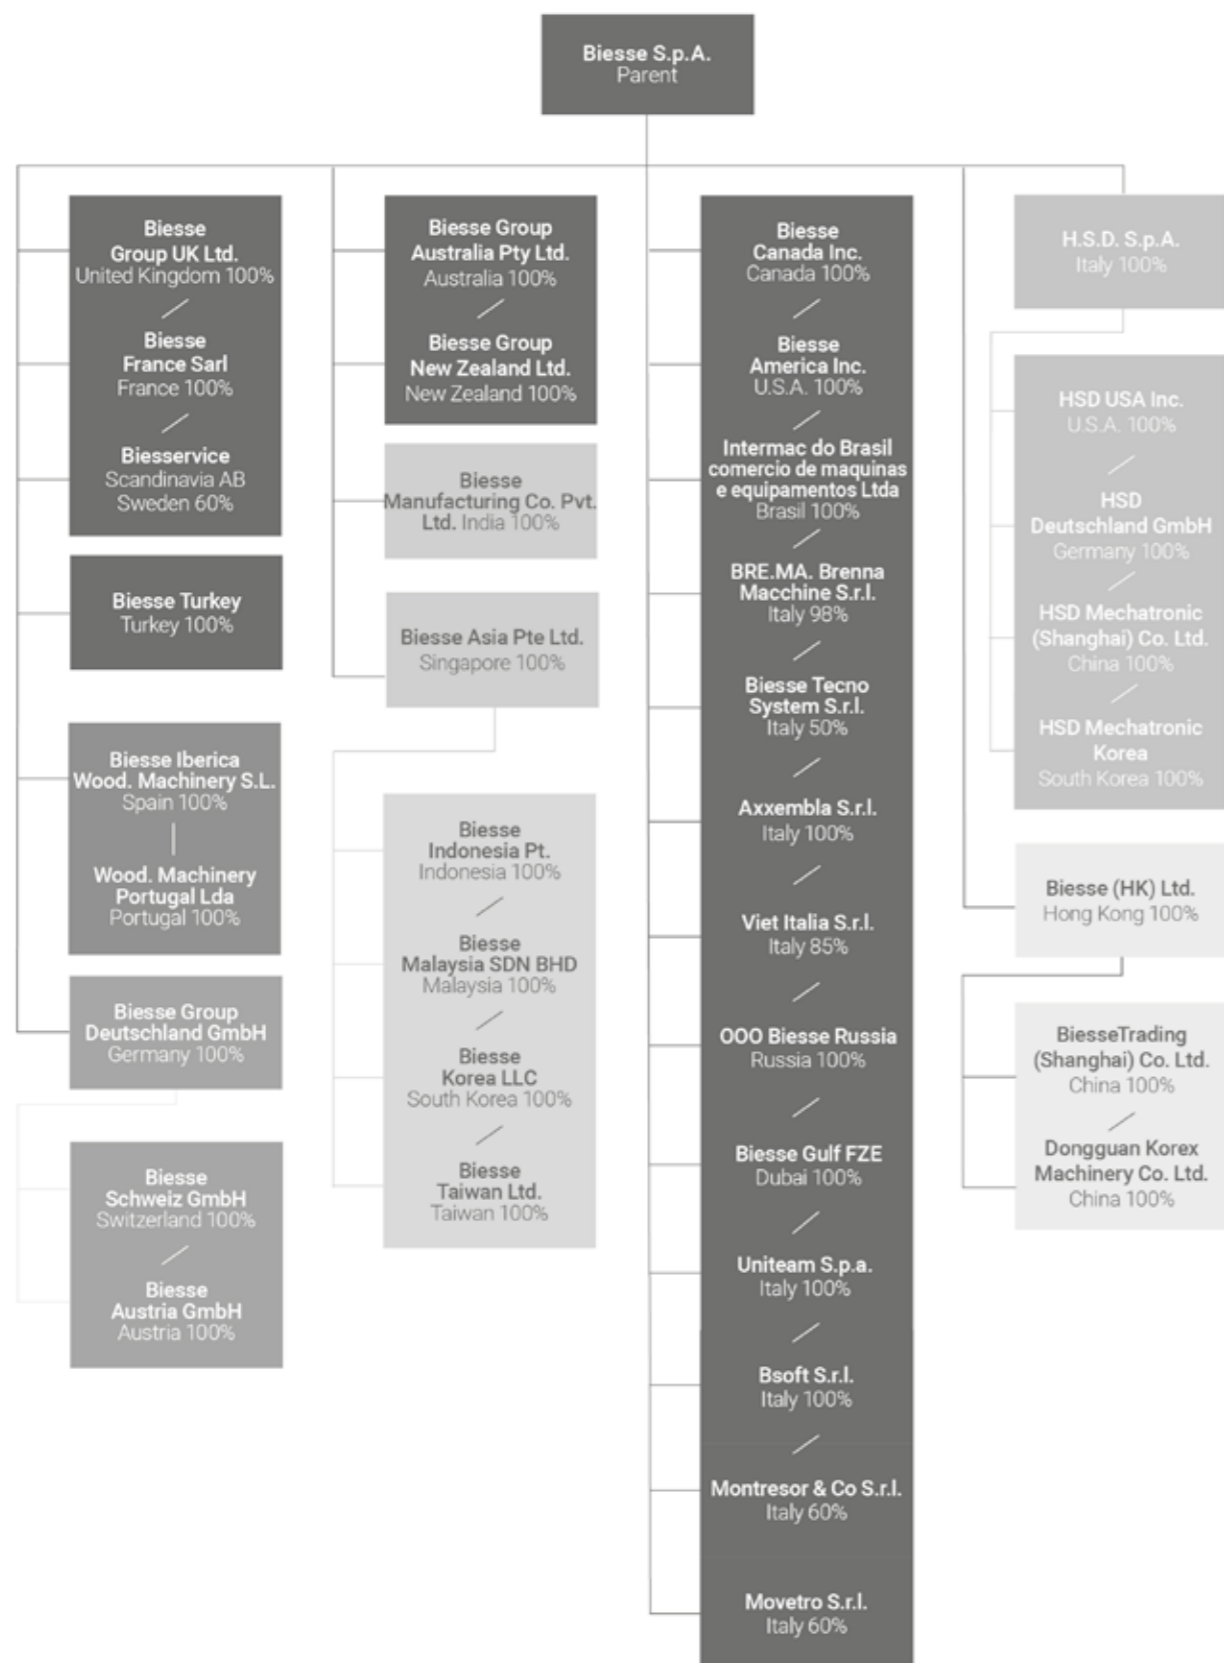 Biesse S.p.A.
Parent
Biesse
Group UK Ltd.
United Kingdom 100%
Biesse
France Sarl
France 100%
Biesservice
Scandinavia AB
Sweden 60%
Biesse Turkey
Turkey 100%
Biesse Iberica
Wood. Machinery S.L.
Spain 100%
Wood. Machinery
Portugal Lda
Portugal 100%
Biesse Group
Deutschland GmbH
Germany 100%
Biesse
Schweiz GmbH
Switzerland 100%
Biesse
Austria GmbH
Austria 100%
Biesse Group
Australia Pty Ltd.
Australia 100%
Biesse Group
New Zealand Ltd.
New Zealand 100%
Biesse
Manufacturing Co. Pvt.
Ltd. India 100%
Biesse Asia Pte Ltd.
Singapore 100%
Biesse
Indonesia Pt.
Indonesia 100%
Biesse
Malaysia SDN BHD
Malaysia 100%
Biesse
Korea LLC
South Korea 100%
Biesse
Taiwan Ltd.
Taiwan 100%
Biesse
Canada Inc.
Canada 100%
Biesse
America Inc.
U.S.A. 100%
Intermac do Brasil
comercio de maquinas
e equipamentos Ltda
Brasil 100%
BRE.MA. Brenna
Macchine S.r.l.
Italy 98%
Biesse Tecno
System S.r.l.
Italy 50%
Axxembla S.r.l.
Italy 100%
Viet Italia S.r.l.
Italy 85%
OOO Biesse Russia
Russia 100%
Biesse Gulf FZE
Dubai 100%
Uniteam S.p.a.
Italy 100%
Bsoft S.r.l.
Italy 100%
Montresor & Co S.r.l.
Italy 60%
Movetro S.r.l.
Italy 60%
H.S.D. S.p.A.
Italy 100%
HSD USA Inc.
U.S.A. 100%
HSD
Deutschland GmbH
Germany 100%
HSD Mechatronic
(Shanghai) Co. Ltd.
China 100%
HSD Mechatronic
Korea
South Korea 100%
Biesse (HK) Ltd.
Hong Kong 100%
BiesseTrading
(Shanghai) Co. Ltd.
China 100%
Dongguan Korex
Machinery Co. Ltd.
China 100%